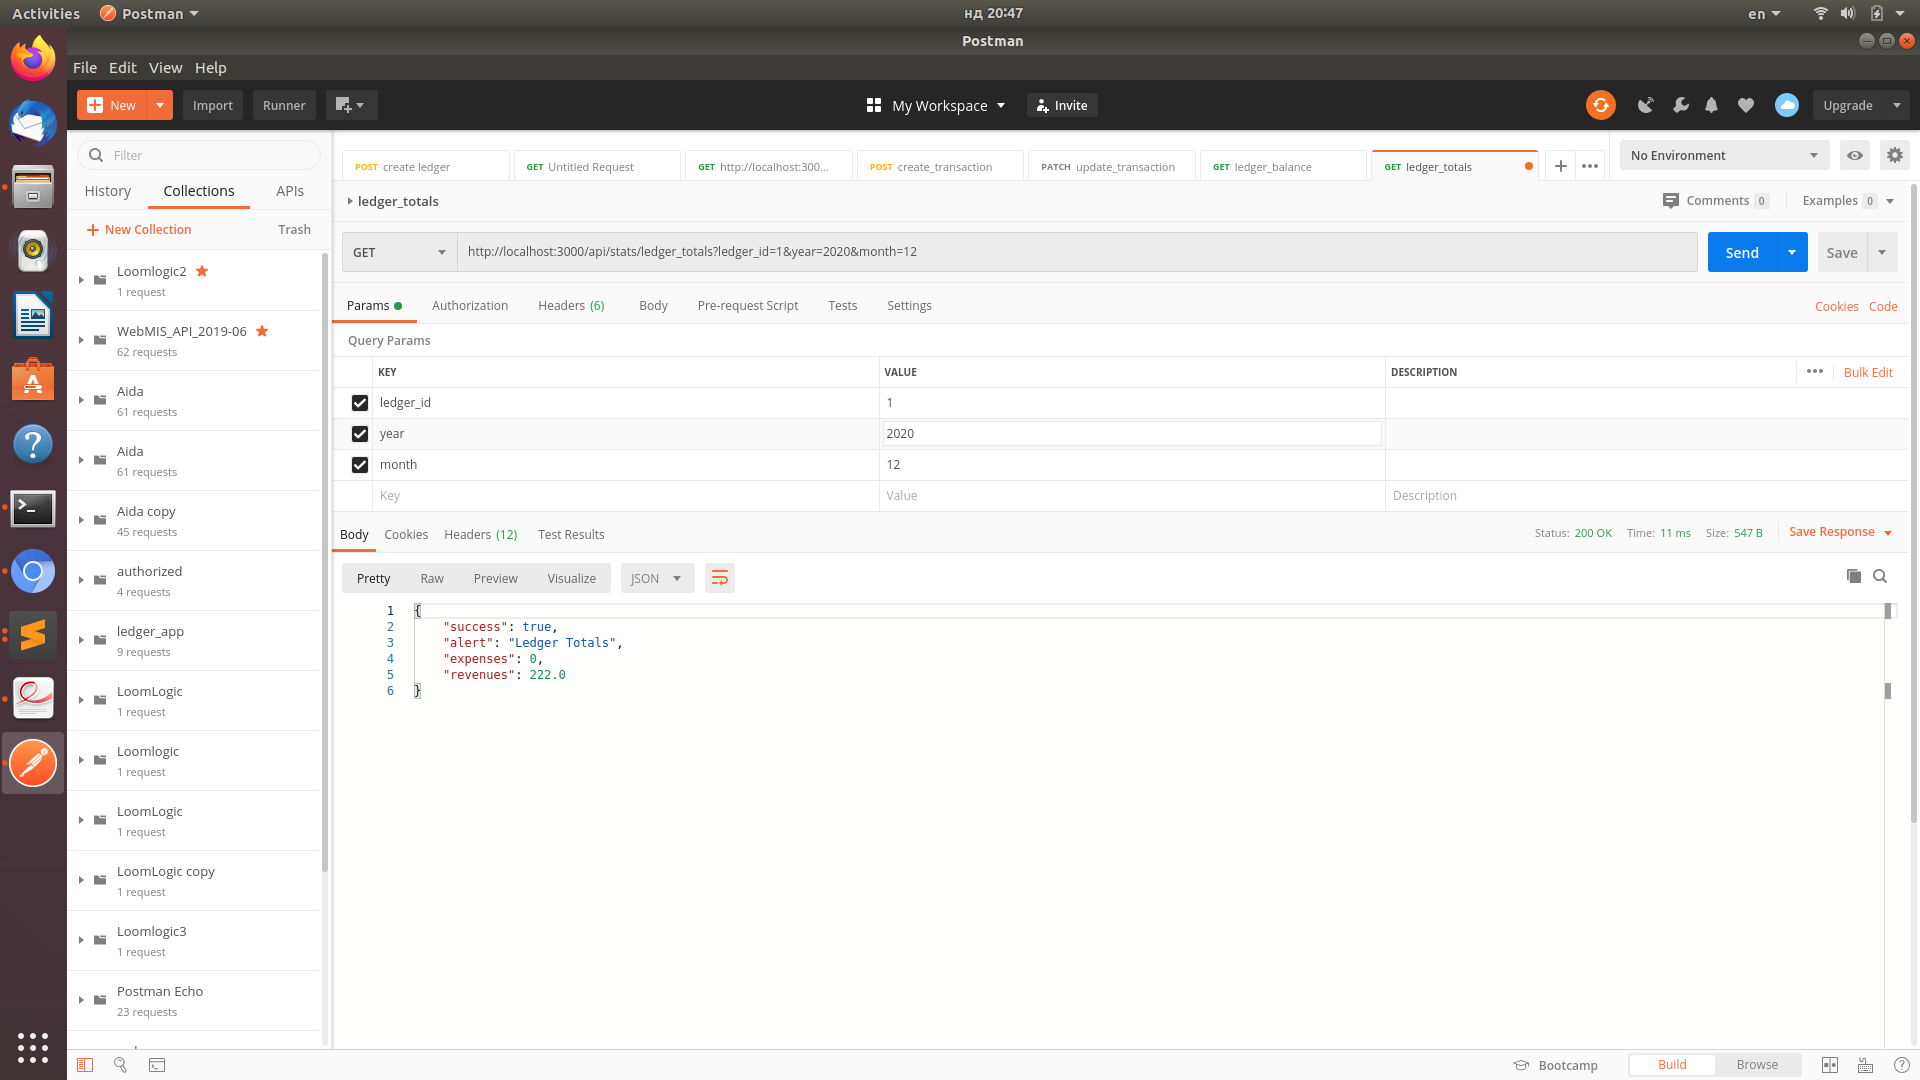 Activities
Postman
нд 20:47
en
Postman
File Edit View Help
New
Import
Runner
My Workspace
Invite
Upgrade
Filter
History Collections APIs
New Collection Trash
Loomlogic2
1 request
WebMIS_API_2019-06
62 requests
Aida
61 requests
Aida
61 requests
Aida copy
45 requests
authorized
4 requests
ledger_app
9 requests
LoomLogic
1 request
Loomlogic
1 request
LoomLogic
1 request
LoomLogic copy
1 request
Loomlogic3
1 request
Postman Echo
23 requests
POST create ledger
GET Untitled Request
GET http://localhost:300...
POST create_transaction
PATCH update_transaction
GET ledger_balance
GET ledger_totals
No Environment
ledger_totals
Comments 0
Examples 0
GET
http://localhost:3000/api/stats/ledger_totals?ledger_id=1&year=2020&month=12
Send
Save
Params Authorization Headers (6) Body Pre-request Script Tests Settings
Cookies Code
Query Params
KEY VALUE DESCRIPTION
Bulk Edit
ledger_id 1
year 2020
month 12
Key Value Description
Body Cookies Headers (12) Test Results
Status: 200 OK Time: 11 ms Size: 547 B
Save Response
Pretty Raw Preview Visualize JSON
1 {
2 "success": true,
3 "alert": "Ledger Totals",
4 "expenses": 0,
5 "revenues": 222.0
6 }
Bootcamp
Build Browse